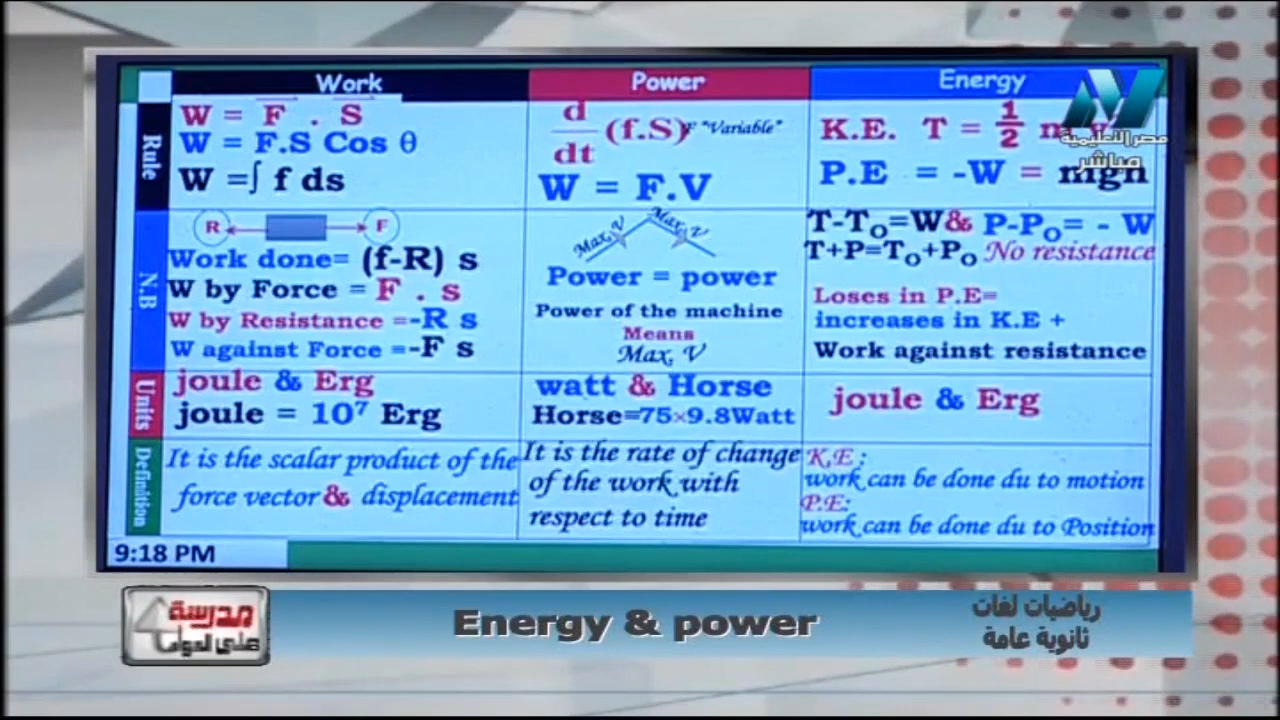 Work
Power
Energy
Rule
W = F . S
W = F.S Cos θ
W =∫ f ds
d/dt (f.S) F "Variable"
W = F.V
K.E. T = 1/2 m
P.E = -W = mgh
مصر التعليمية
مباشر
N.B
R F
Work done= (f-R) s
W by Force = F . s
W by Resistance =-R s
W against Force =-F s
Max, V Max, V
Power = power
Power of the machine
Means
Max, V
T-To=W& P-Po= - W
T+P=To+Po No resistance
Loses in P.E=
increases in K.E +
Work against resistance
Units
joule & Erg
joule = 10⁷ Erg
watt & Horse
Horse=75×9.8Watt
joule & Erg
Definition
It is the scalar product of the
force vector & displacement
It is the rate of change
of the work with
respect to time
K.E :
work can be done du to motion
P.E:
work can be done du to Position
9:18 PM
مدرسة
على الهواء
Energy & power
رياضيات لغات
ثانوية عامة